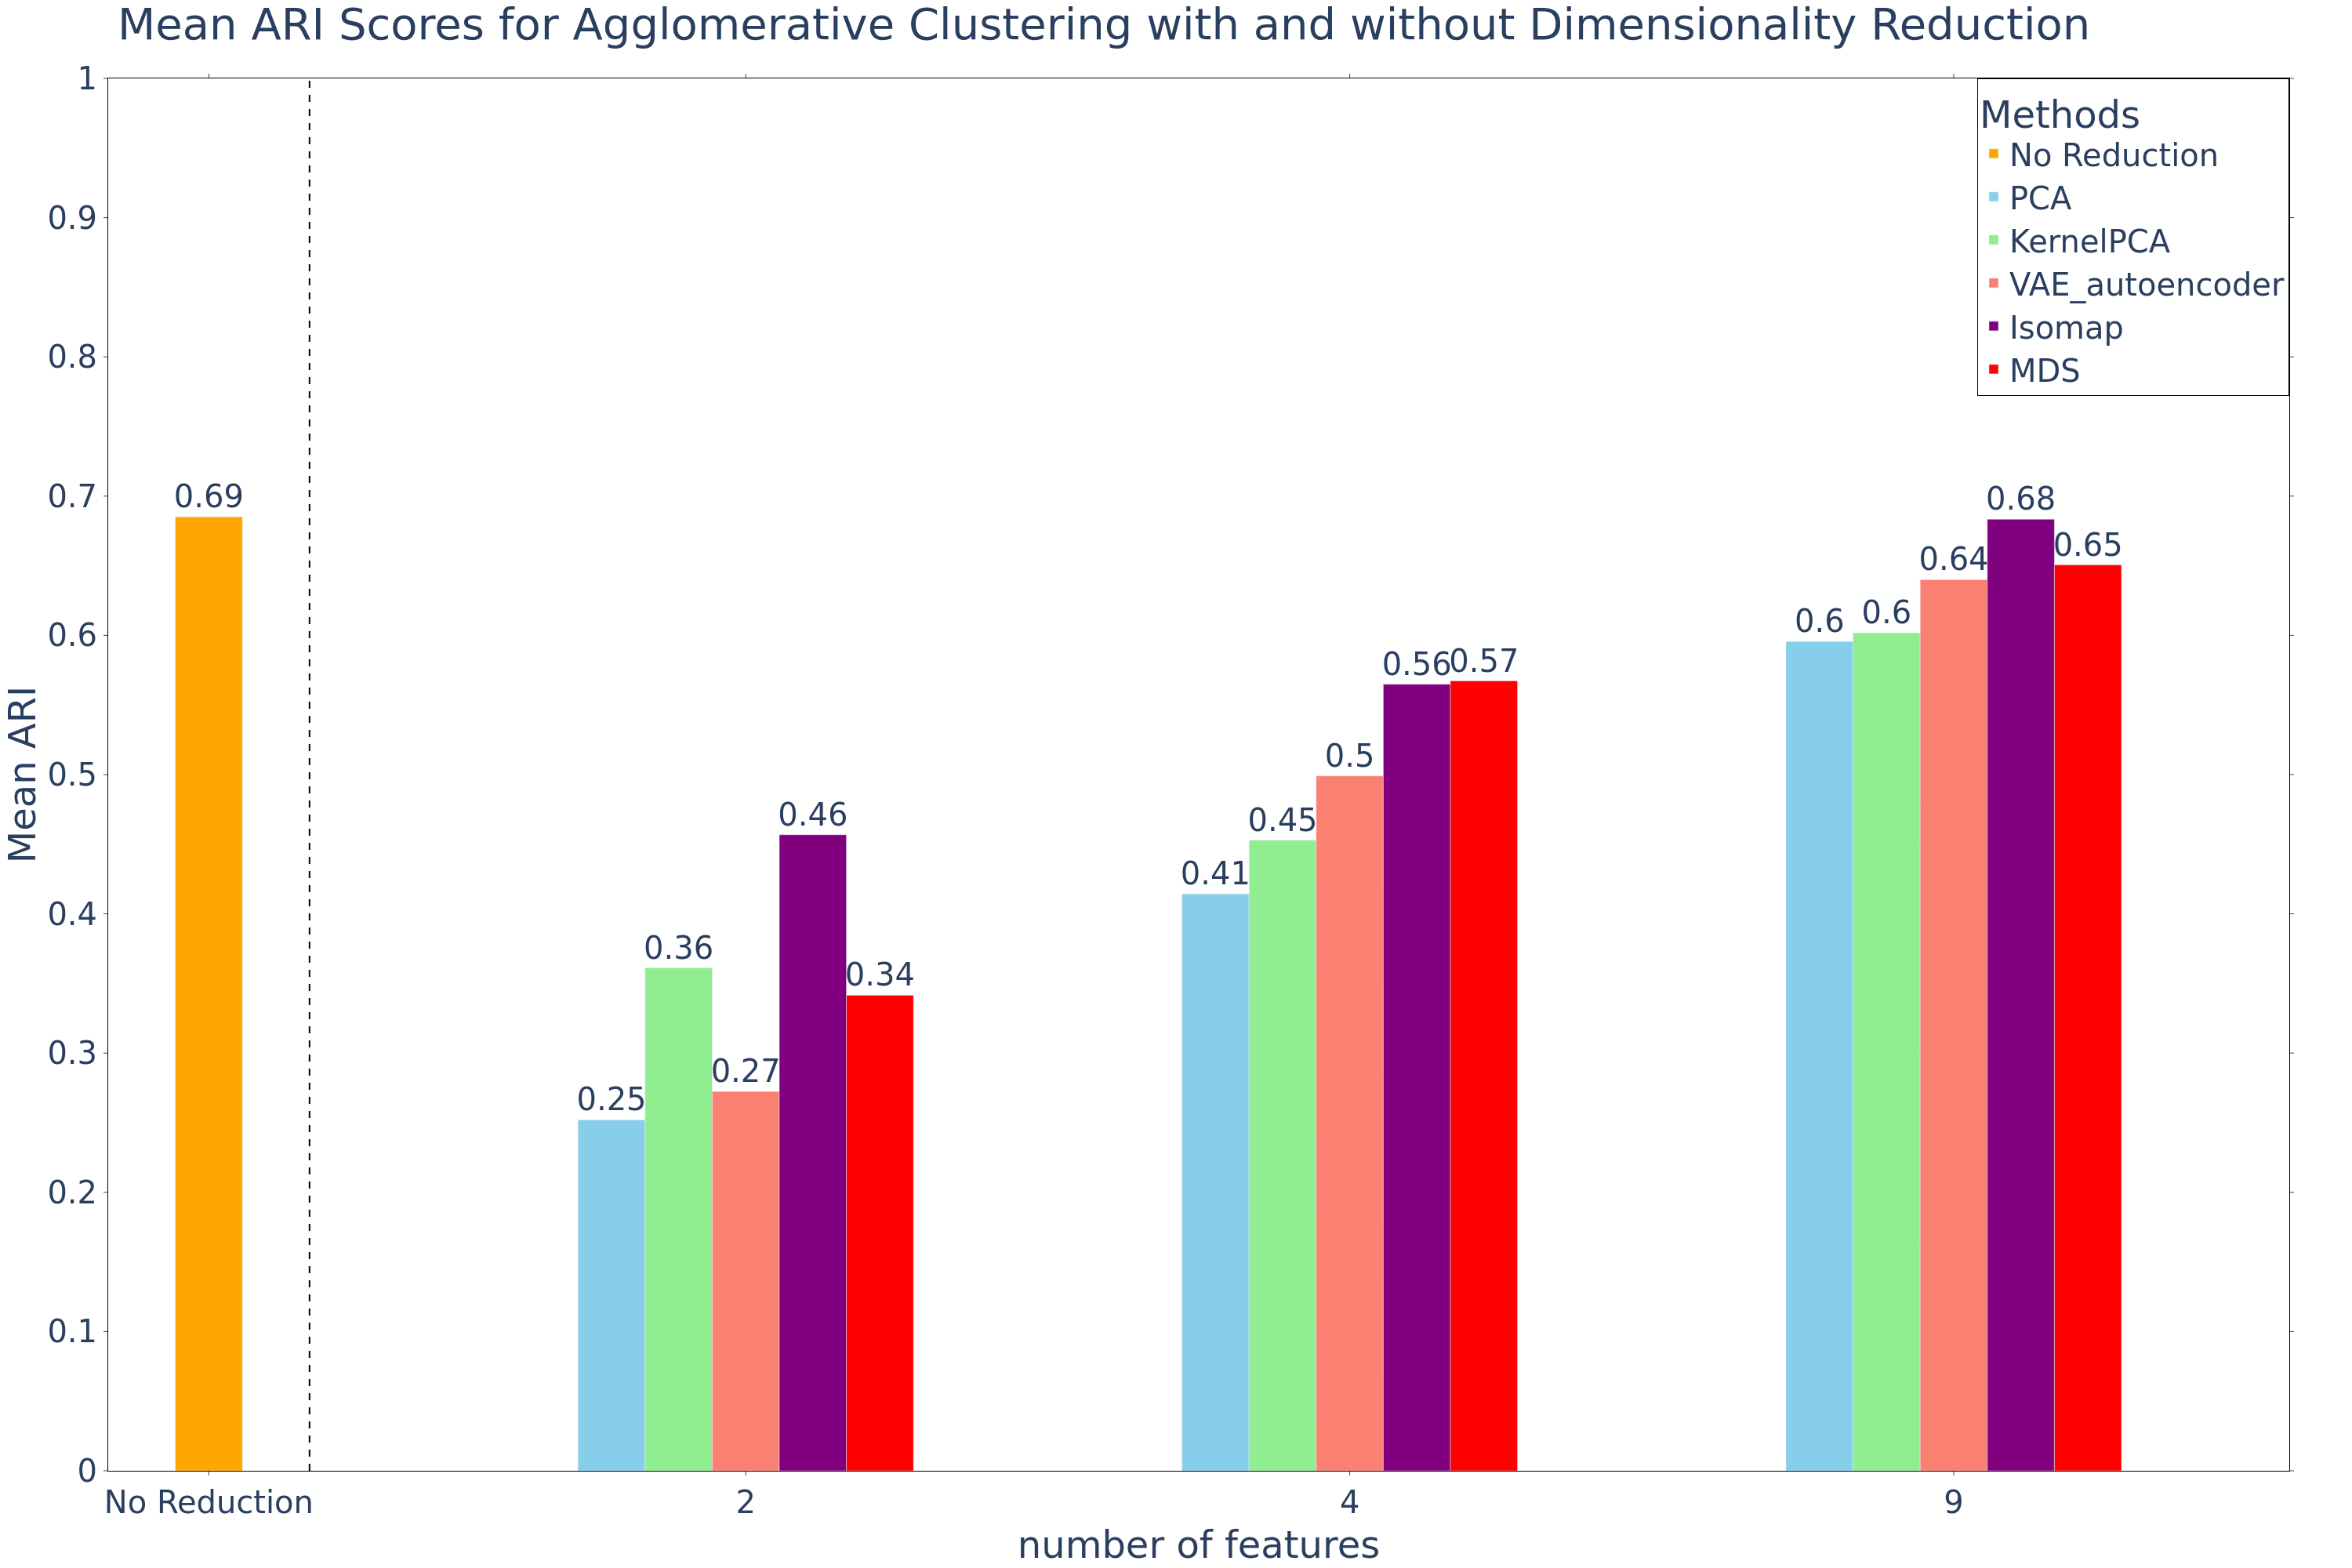 Mean ARI Scores for Agglomerative Clustering with and without Dimensionality Reduction
Methods
No Reduction
PCA
KernelPCA
VAE_autoencoder
Isomap
MDS
Mean ARI
1
0.9
0.8
0.7
0.6
0.5
0.4
0.3
0.2
0.1
0
0.69
0.25
0.36
0.27
0.46
0.34
0.41
0.45
0.5
0.56
0.57
0.6
0.6
0.64
0.68
0.65
No Reduction
2
4
9
number of features